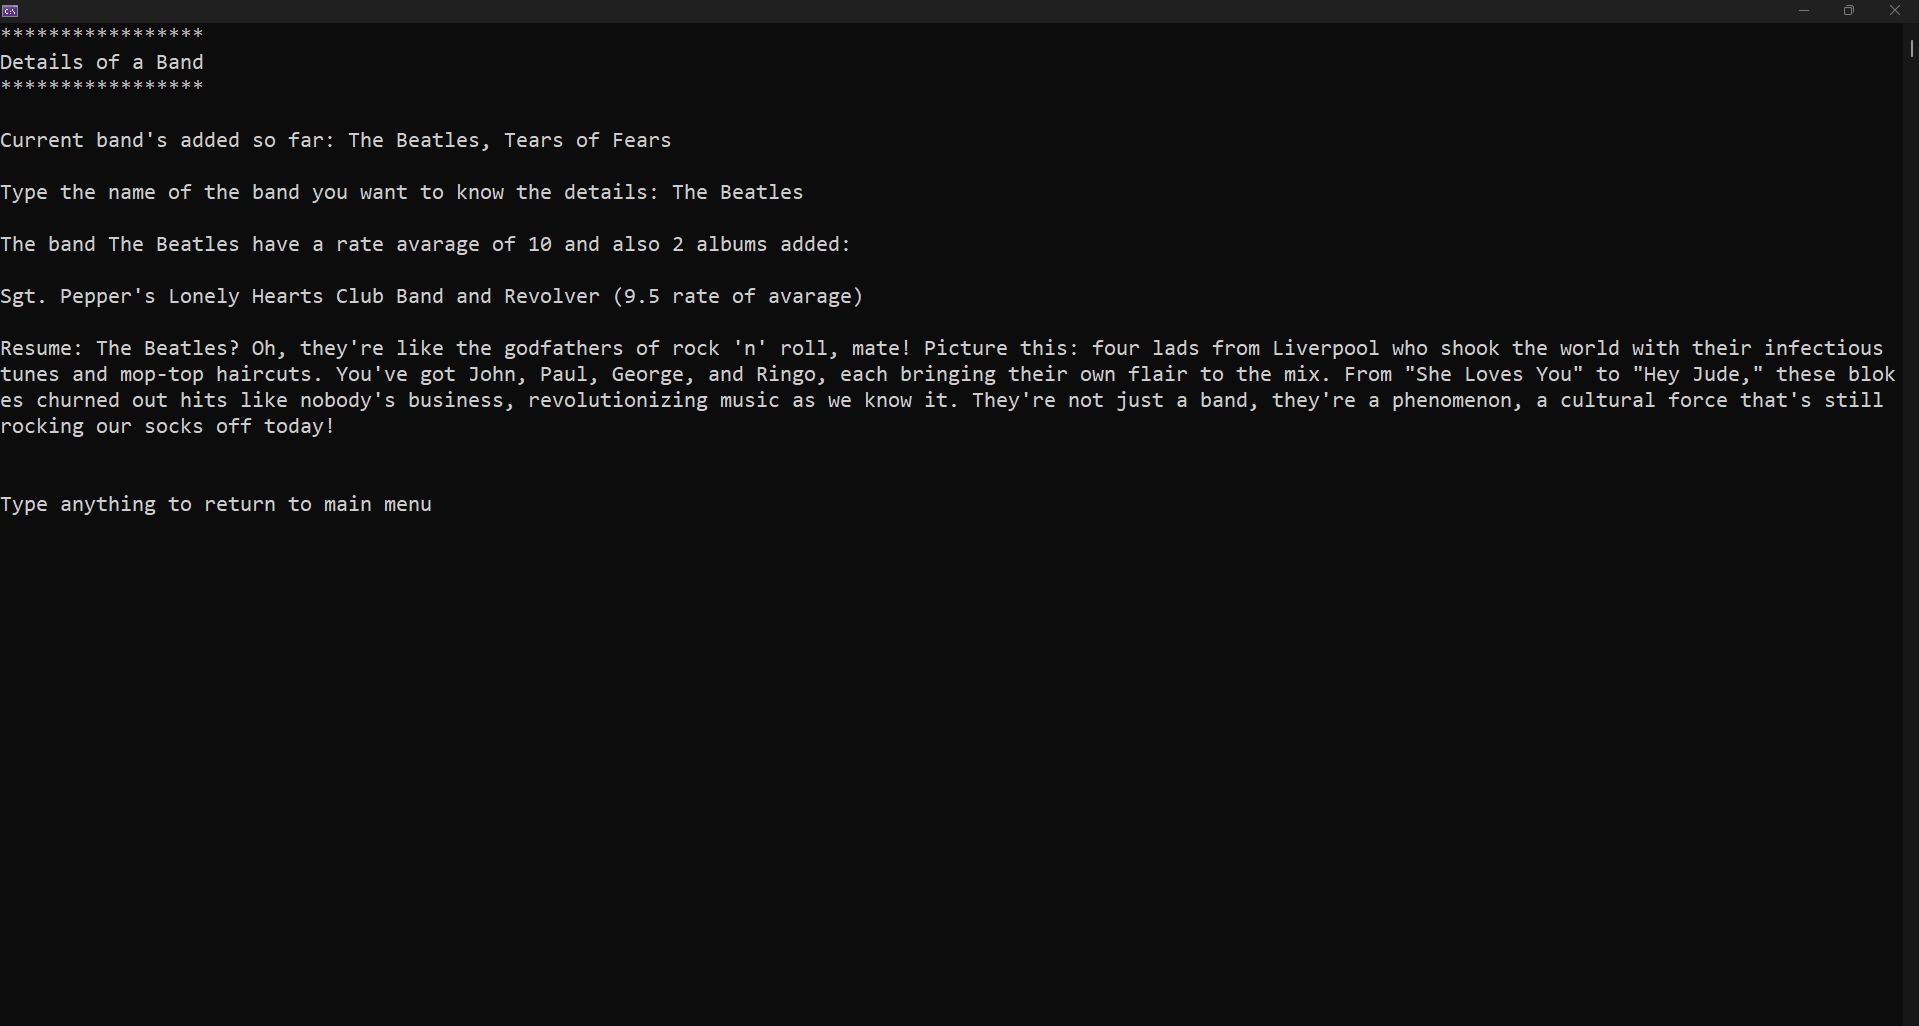 *****************
Details of a Band
*****************
Current band's added so far: The Beatles, Tears of Fears
Type the name of the band you want to know the details: The Beatles
The band The Beatles have a rate avarage of 10 and also 2 albums added:
Sgt. Pepper's Lonely Hearts Club Band and Revolver (9.5 rate of avarage)
Resume: The Beatles? Oh, they're like the godfathers of rock 'n' roll, mate! Picture this: four lads from Liverpool who shook the world with their infectious
tunes and mop-top haircuts. You've got John, Paul, George, and Ringo, each bringing their own flair to the mix. From "She Loves You" to "Hey Jude," these blok
es churned out hits like nobody's business, revolutionizing music as we know it. They're not just a band, they're a phenomenon, a cultural force that's still
rocking our socks off today!
Type anything to return to main menu